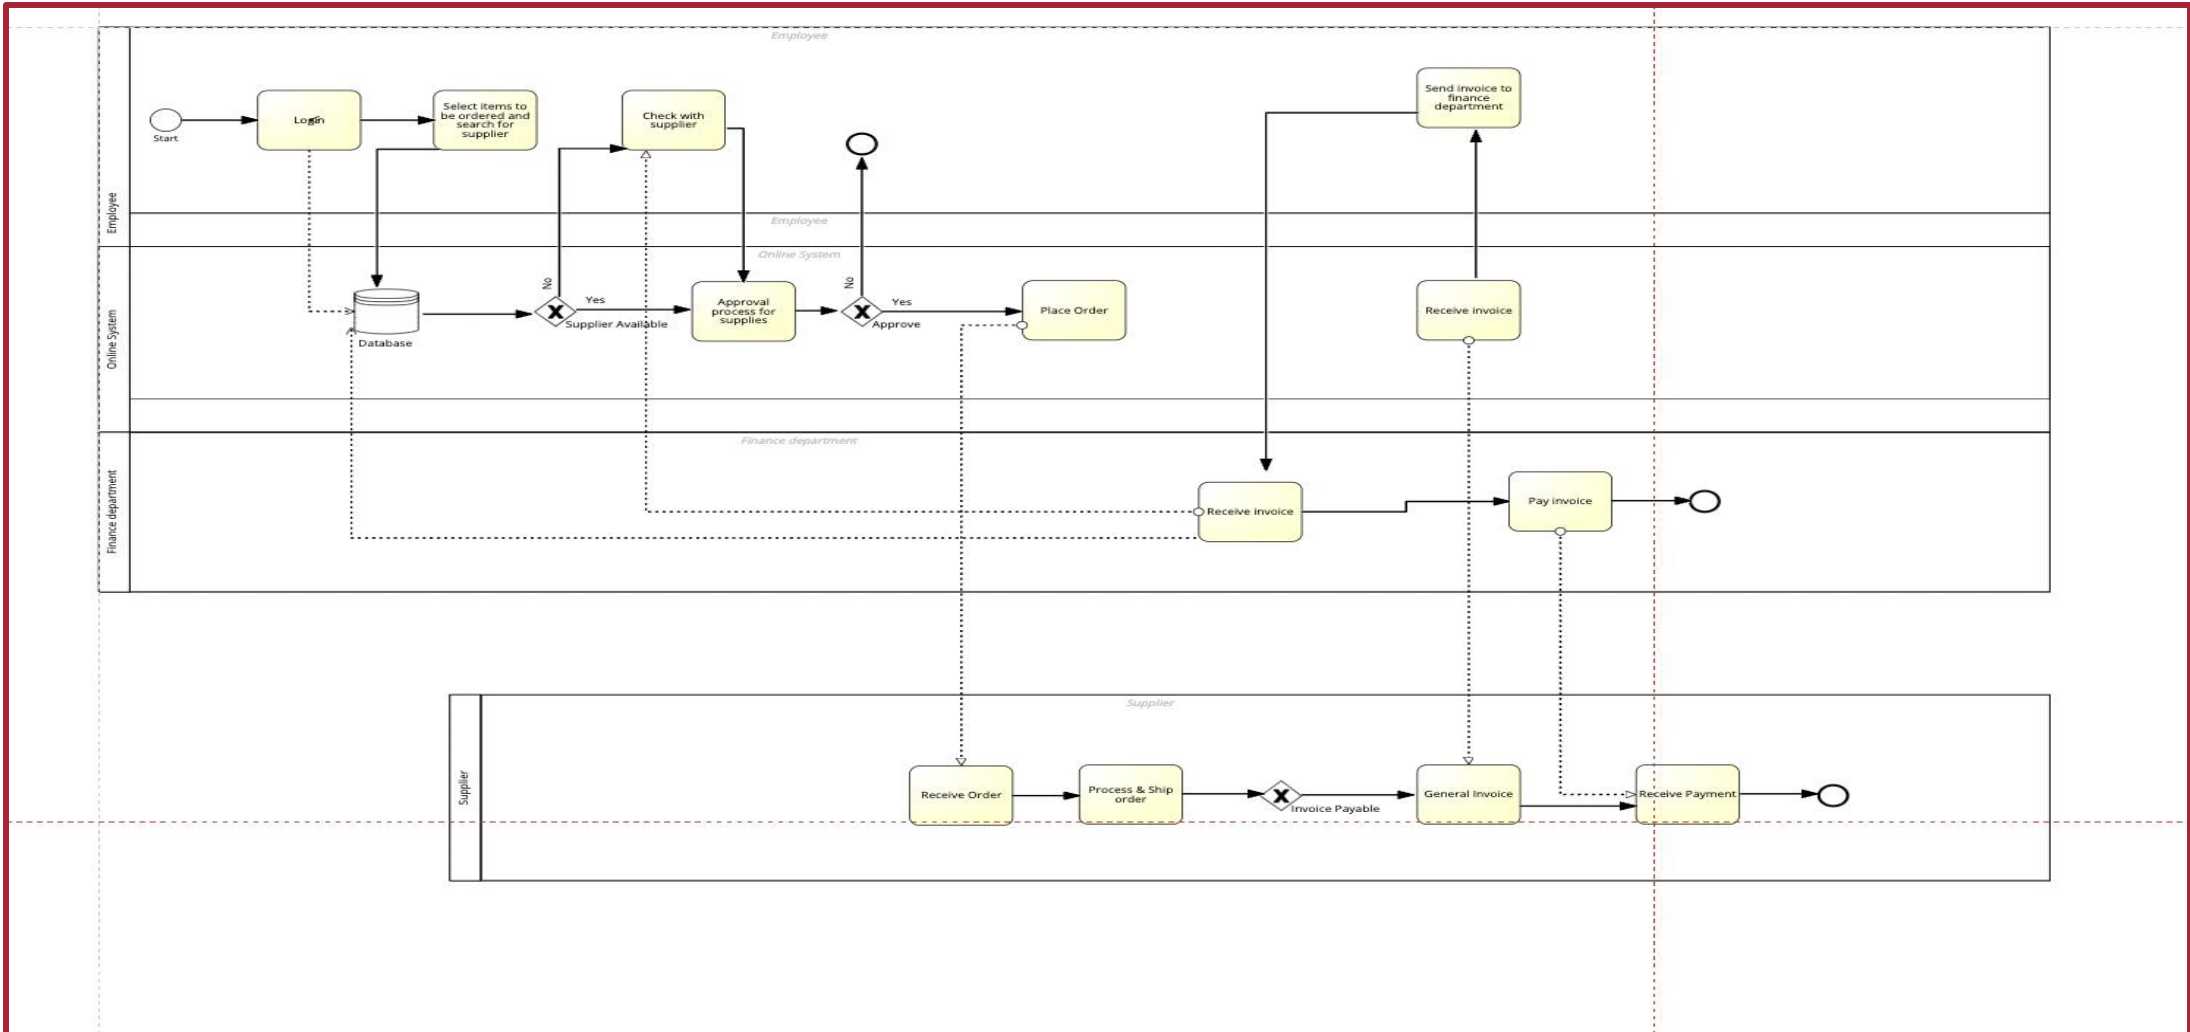 Employee
Start
Login
Select items to
be ordered and
search for
supplier
Check with
supplier
Send invoice to
finance
department
Employee
Employee
Online System
Online System
Database
No
Yes
Supplier Available
Approval
process for
supplies
No
Yes
Approve
Place Order
Receive invoice
Finance department
Finance department
Receive invoice
Pay invoice
Supplier
Supplier
Receive Order
Process & Ship
order
Invoice Payable
General Invoice
Receive Payment